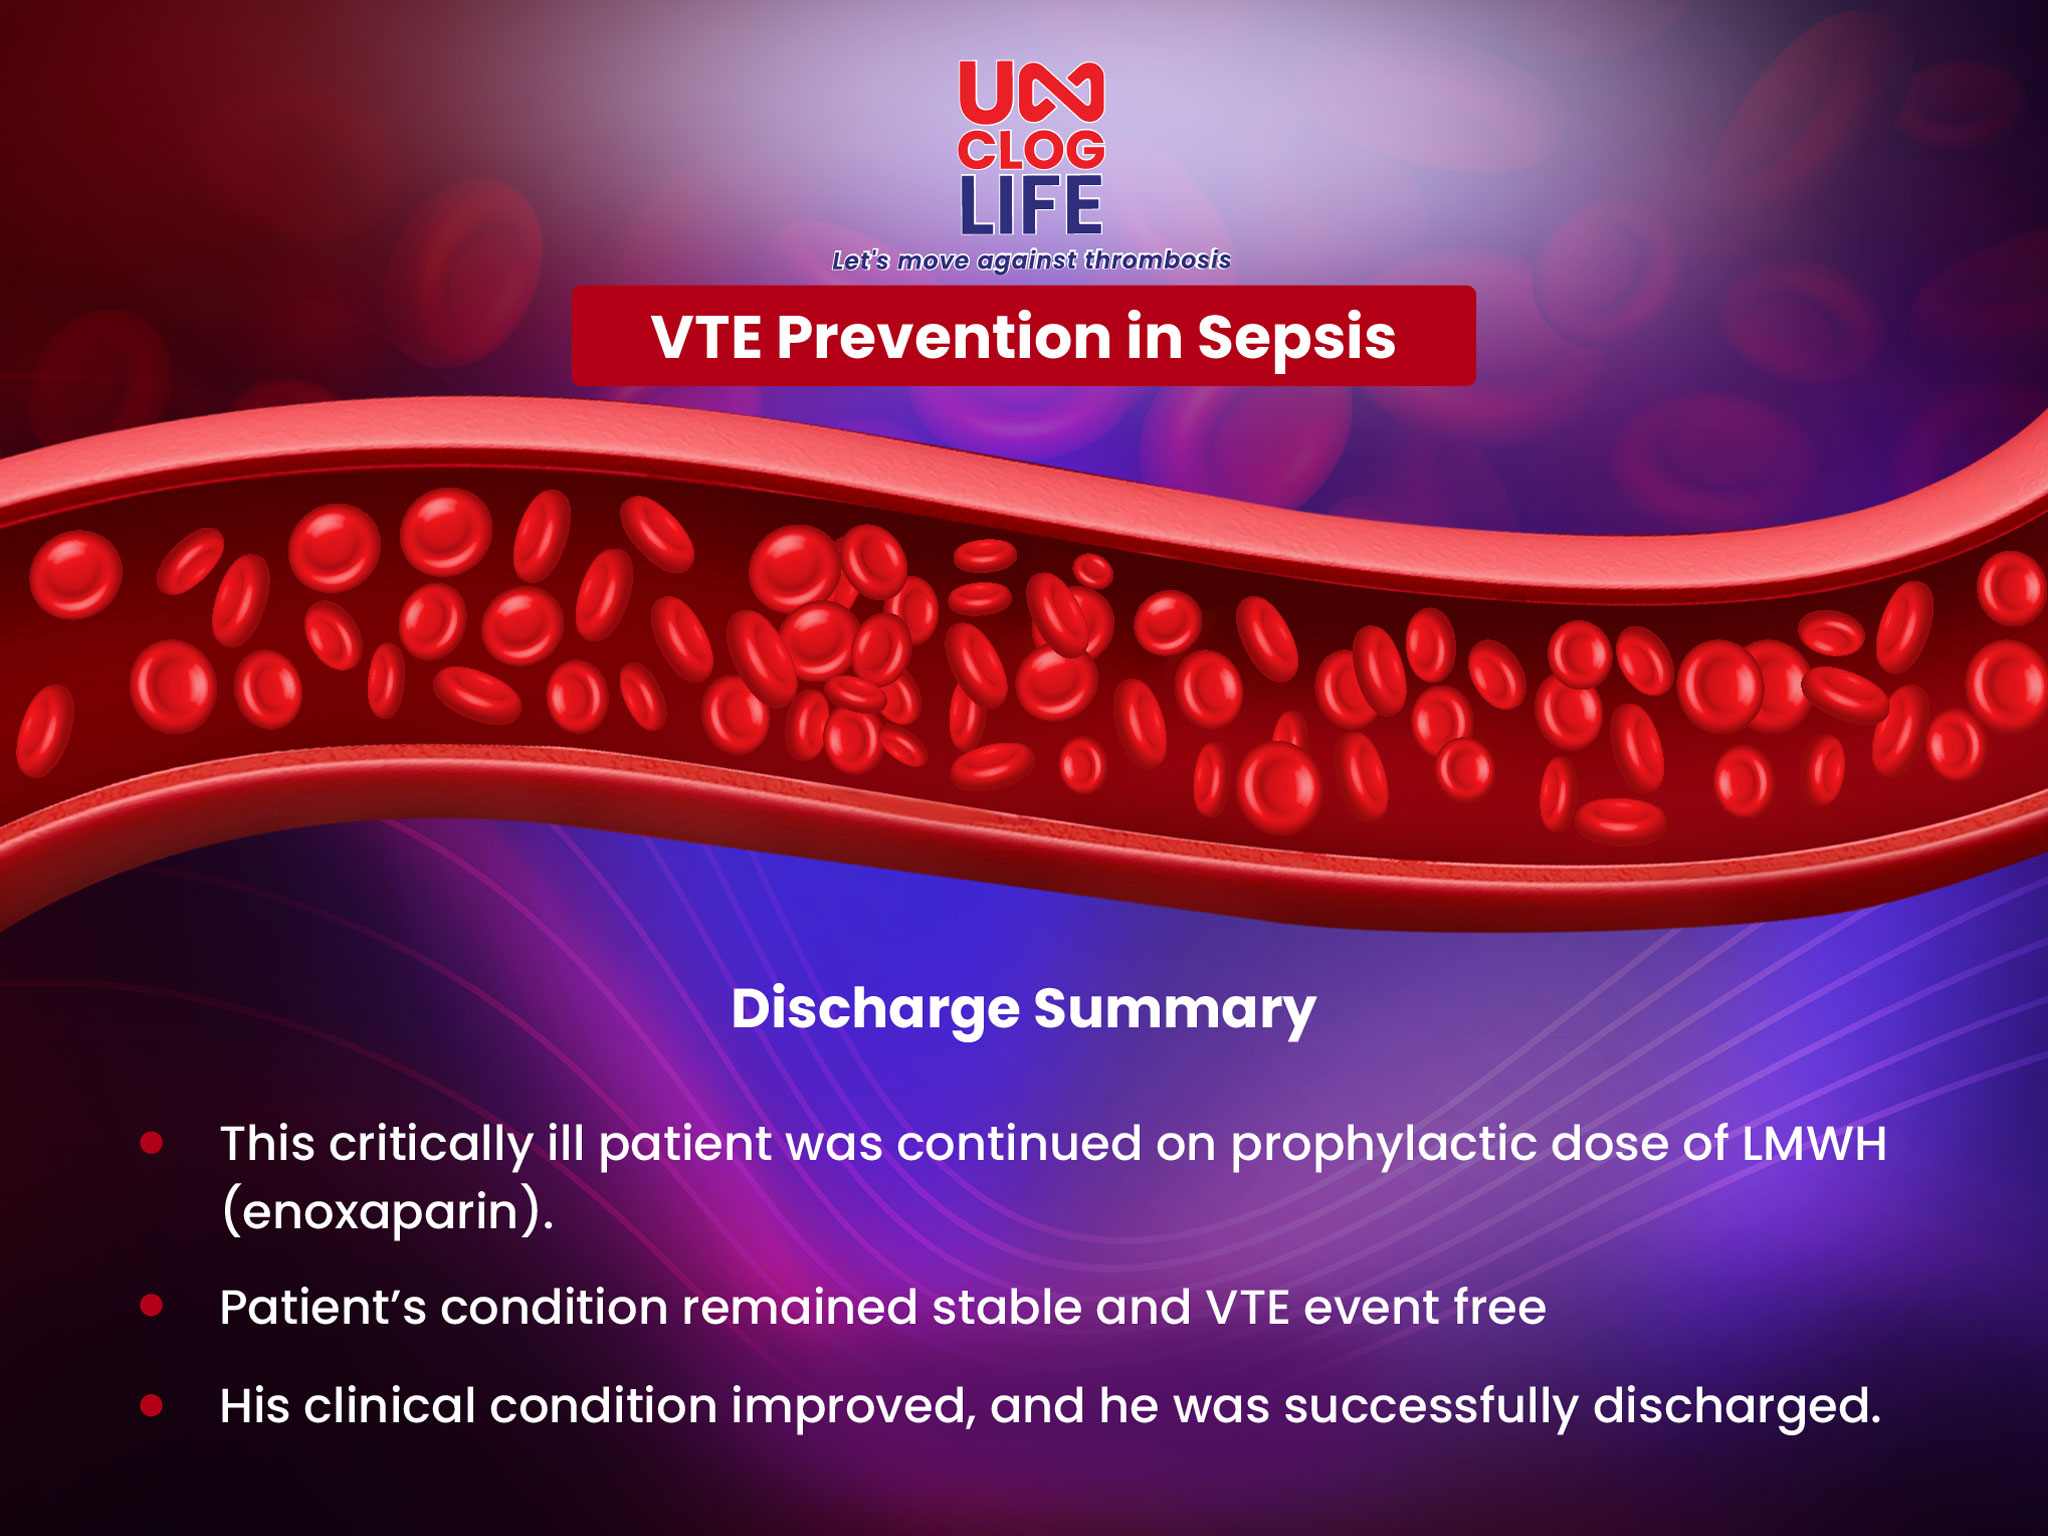 UN
CLOG
LIFE
Let's move against thrombosis
VTE Prevention in Sepsis
Discharge Summary
• This critically ill patient was continued on prophylactic dose of LMWH
(enoxaparin).
• Patient’s condition remained stable and VTE event free
• His clinical condition improved, and he was successfully discharged.